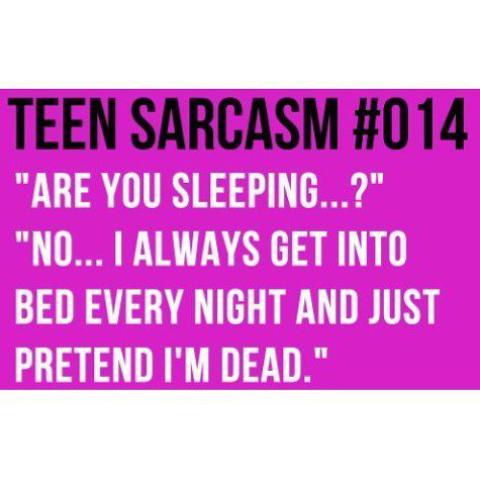 TEEN SARCASM #014
"ARE YOU SLEEPING...?"
"NO... I ALWAYS GET INTO
BED EVERY NIGHT AND JUST
PRETEND I'M DEAD."